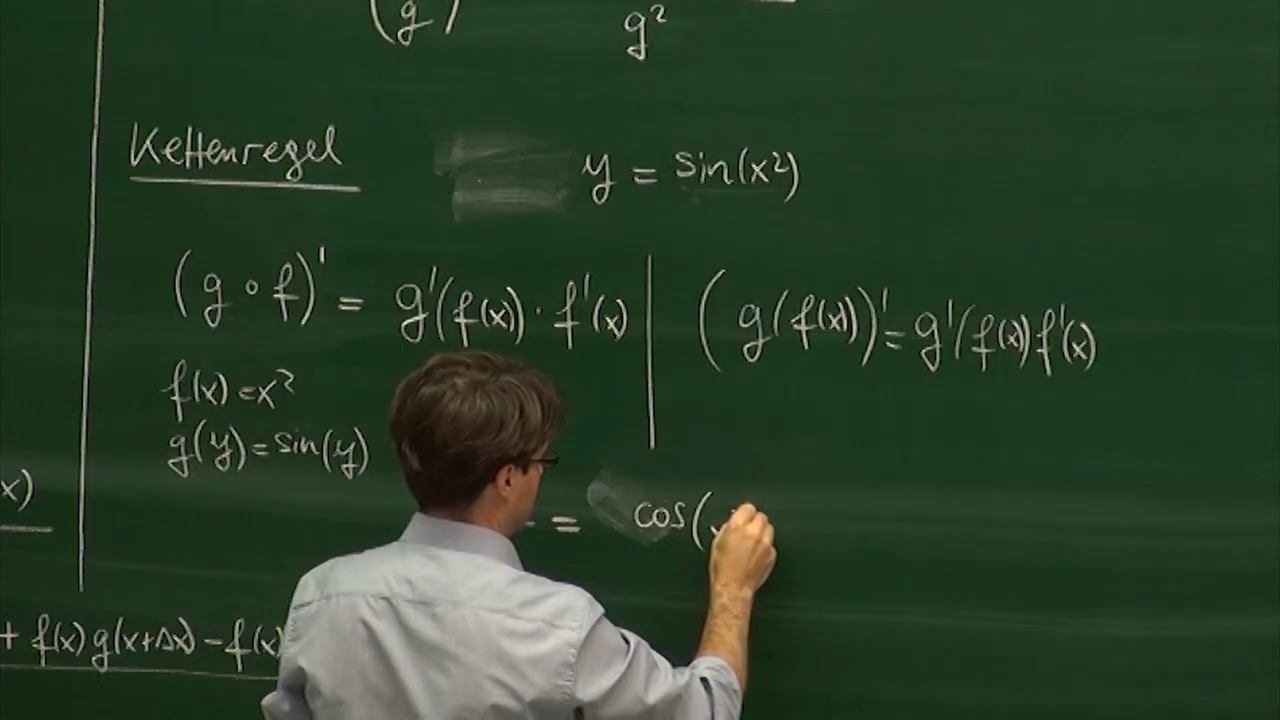 (g) g²
Kettenregel y = sin(x²)
(g ∘ f)' = g'(f(x)) · f'(x) | (g(f(x)))' = g'(f(x)) f'(x)
f(x) = x²
g(y) = sin(y)
x) = cos(
+ f(x) g(x+Δx) - f(x)